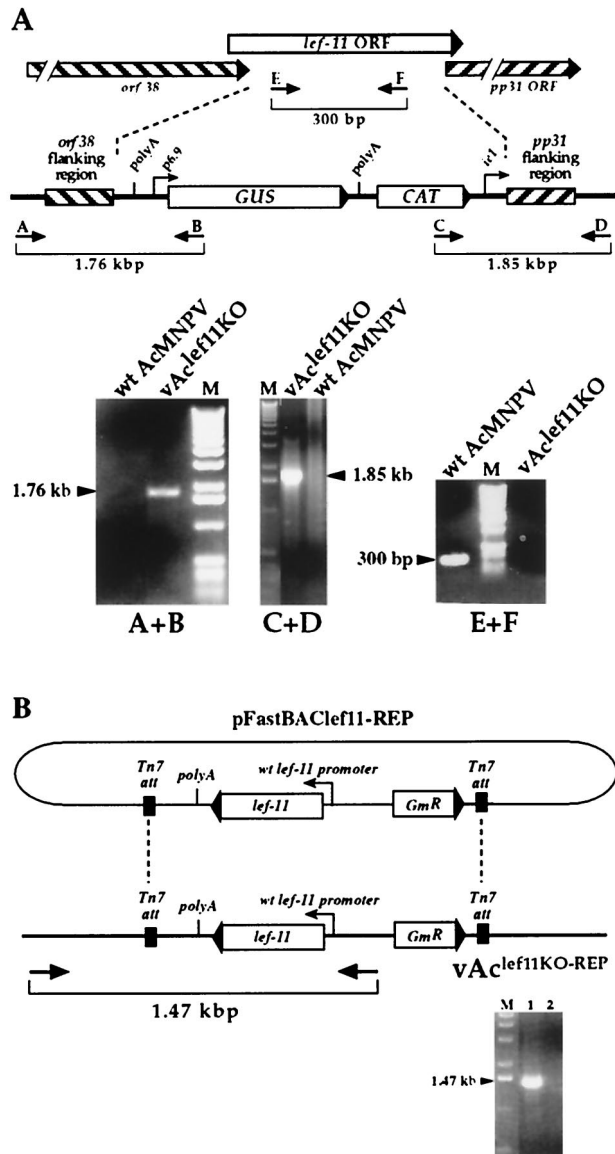 A
lef-11 ORF
orf 38
pp31 ORF
E F
300 bp
orf38 flanking region
polyA
p6.9
polyA
ie1
pp31 flanking region
GUS
CAT
A B
C D
1.76 kbp
1.85 kbp
wt AcMNPV
vAclef11KO
M
1.76 kb
A+B
M
vAclef11KO
wt AcMNPV
1.85 kb
C+D
wt AcMNPV
M
vAclef11KO
300 bp
E+F
B
pFastBAClef11-REP
Tn7 att
polyA
wt lef-11 promoter
Tn7 att
lef-11
GmR
Tn7 att
polyA
wt lef-11 promoter
Tn7 att
lef-11
GmR
vAclef11KO-REP
1.47 kbp
M 1 2
1.47 kb